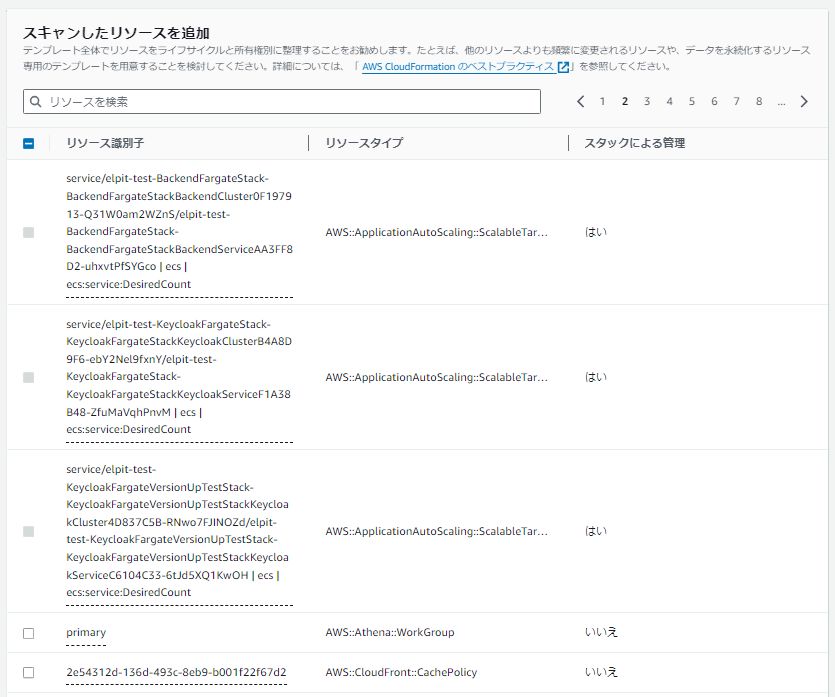 スキャンしたリソースを追加
テンプレート全体でリソースをライフサイクルと所有権別に整理することをお勧めします。たとえば、他のリソースよりも頻繁に変更されるリソースや、データを永続化するリソース
専用のテンプレートを用意することを検討してください。詳細については、「 AWS CloudFormation のベストプラクティス 」を参照してください。
リソースを検索
1 2 3 4 5 6 7 8 ...
リソース識別子 リソースタイプ スタックによる管理
service/elpit-test-BackendFargateStack-
BackendFargateStackBackendCluster0F1979
13-Q31W0am2WZnS/elpit-test-
BackendFargateStack-
BackendFargateStackBackendServiceAA3FF8
D2-uhxvtPfSYGco | ecs |
ecs:service:DesiredCount
AWS::ApplicationAutoScaling::ScalableTar...
はい
service/elpit-test-KeycloakFargateStack-
KeycloakFargateStackKeycloakClusterB4A8D
9F6-ebY2Nel9fxnY/elpit-test-
KeycloakFargateStack-
KeycloakFargateStackKeycloakServiceF1A38
B48-ZfuMaVqhPnvM | ecs |
ecs:service:DesiredCount
AWS::ApplicationAutoScaling::ScalableTar...
はい
service/elpit-test-
KeycloakFargateVersionUpTestStack-
KeycloakFargateVersionUpTestStackKeycloa
kCluster4D837C5B-RNwo7FJINOZd/elpit-
test-KeycloakFargateVersionUpTestStack-
KeycloakFargateVersionUpTestStackKeycloa
kServiceC6104C33-6tJd5XQ1KwOH | ecs |
ecs:service:DesiredCount
AWS::ApplicationAutoScaling::ScalableTar...
はい
primary AWS::Athena::WorkGroup いいえ
2e54312d-136d-493c-8eb9-b001f22f67d2 AWS::CloudFront::CachePolicy いいえ